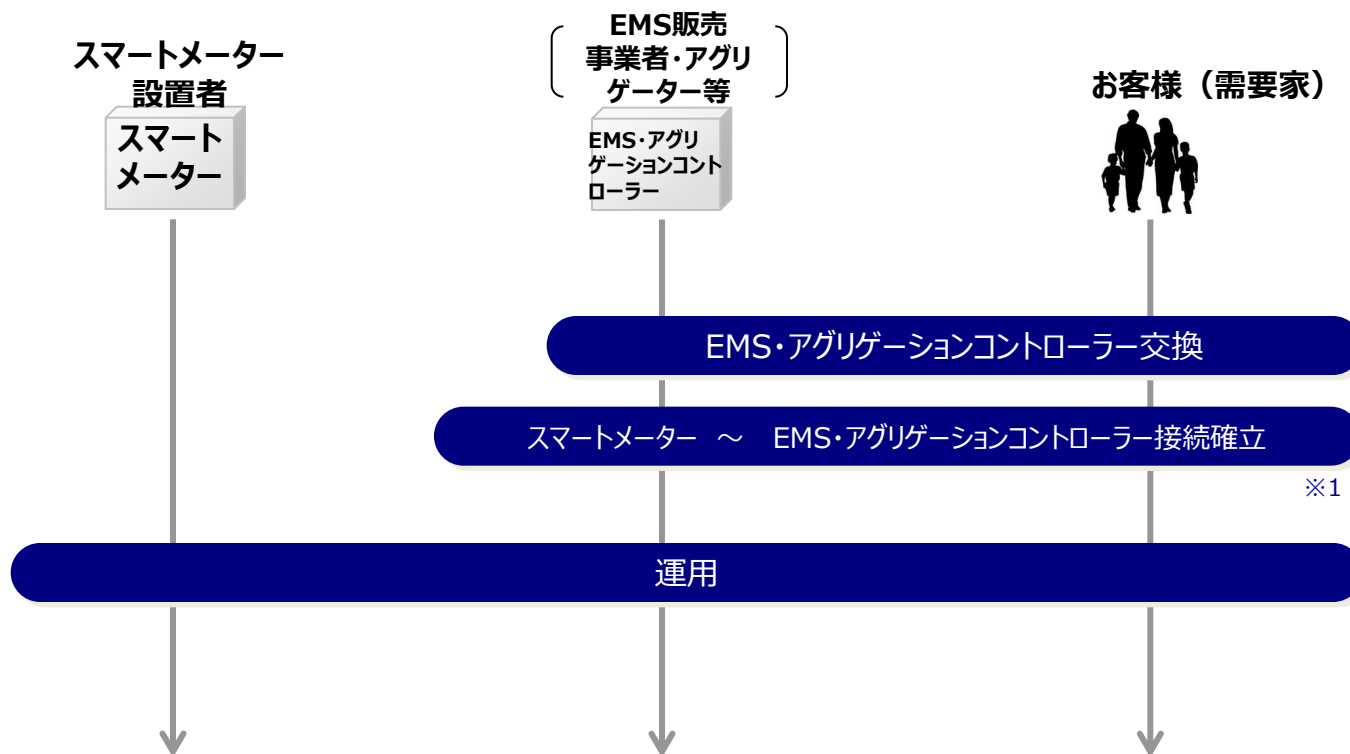 スマートメーター
設置者
スマート
メーター
EMS販売
事業者・アグリ
ゲーター等
EMS・アグリ
ゲーションコント
ローラー
お客様（需要家）
EMS・アグリゲーションコントローラー交換
スマートメーター ～ EMS・アグリゲーションコントローラー接続確立
※1
運用